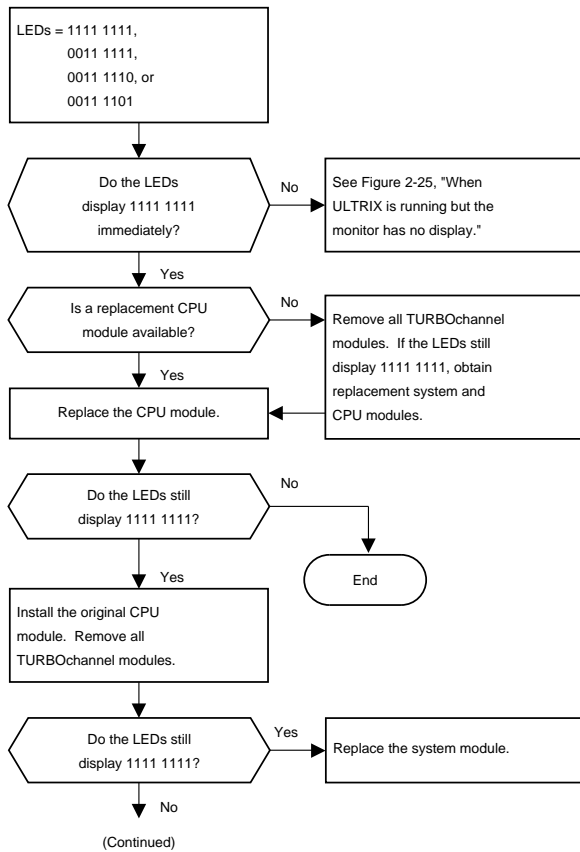 LEDs = 1111 1111,
0011 1111,
0011 1110, or
0011 1101
Do the LEDs
display 1111 1111
immediately?
No
See Figure 2-25, "When
ULTRIX is running but the
monitor has no display."
Yes
Is a replacement CPU
module available?
No
Remove all TURBOchannel
modules. If the LEDs still
display 1111 1111, obtain
replacement system and
CPU modules.
Yes
Replace the CPU module.
Do the LEDs still
display 1111 1111?
No
End
Yes
Install the original CPU
module. Remove all
TURBOchannel modules.
Do the LEDs still
display 1111 1111?
Yes
Replace the system module.
No
(Continued)